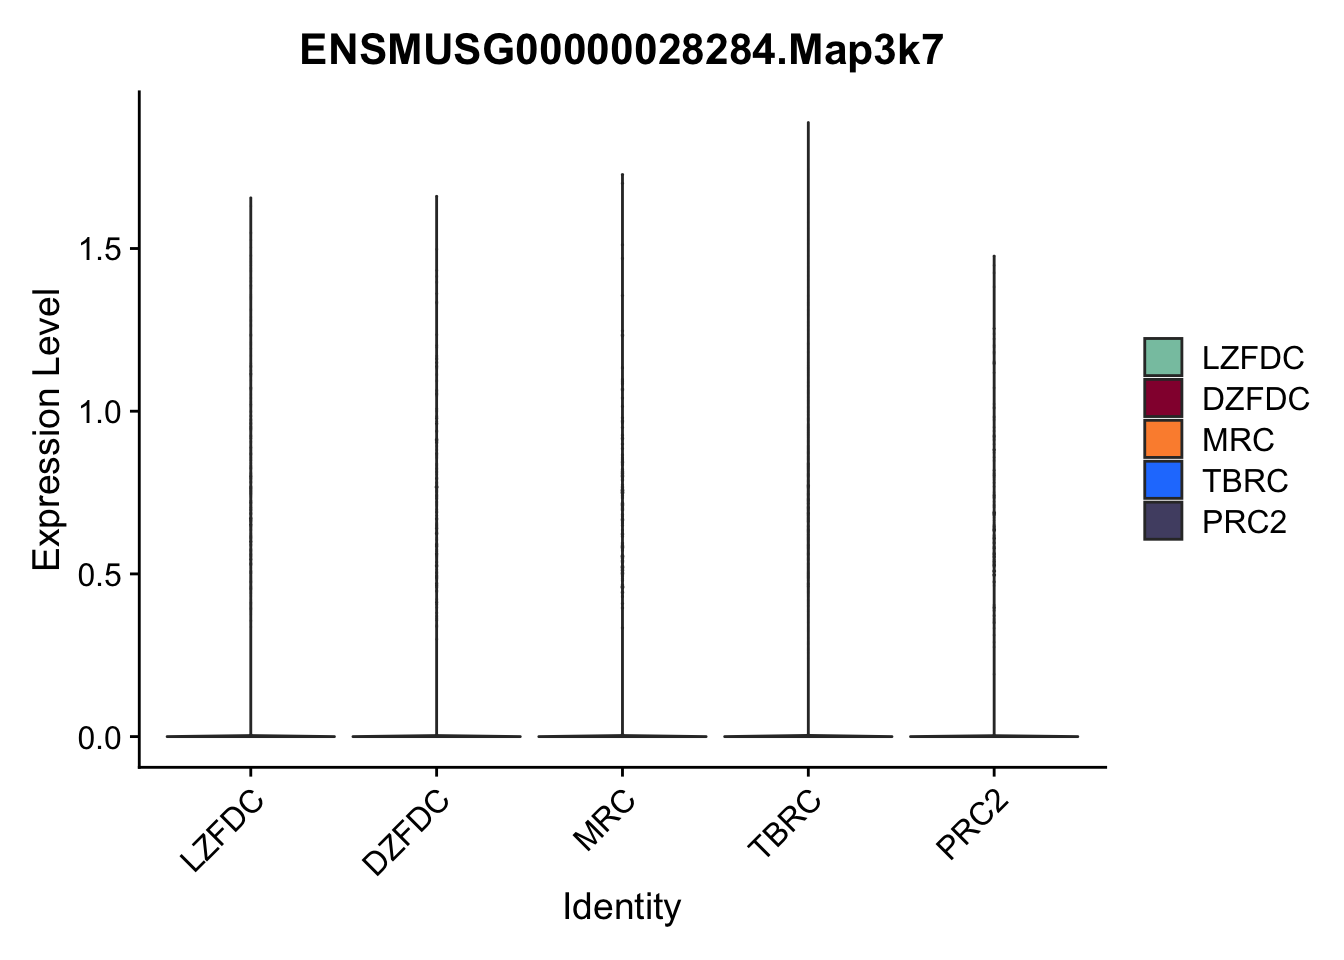 ENSMUSG00000028284.Map3k7
Expression Level
1.5
1.0
0.5
0.0
LZFDC
DZFDC
MRC
TBRC
PRC2
Identity
LZFDC
DZFDC
MRC
TBRC
PRC2